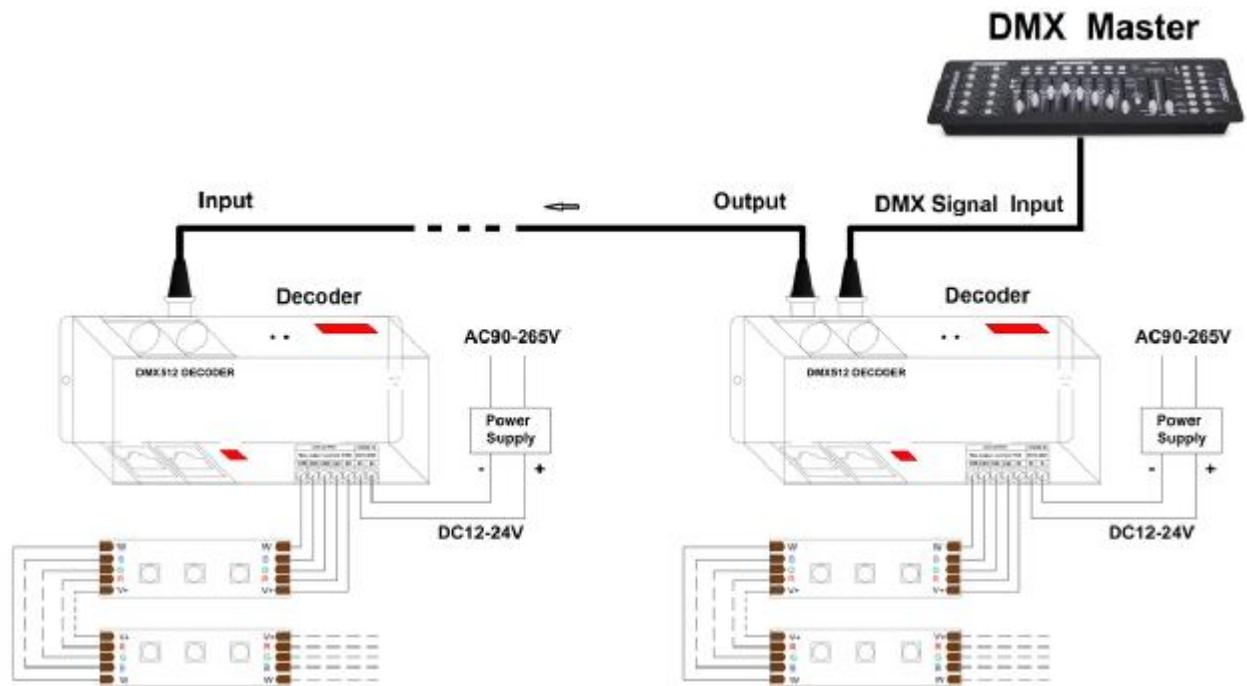 DMX Master
Input
Output
DMX Signal Input
Decoder
Decoder
AC90-265V
AC90-265V
DMX512 DECODER
DMX512 DECODER
Power
Supply
Power
Supply
- +
- +
DC12-24V
DC12-24V
W W
B
G G
R R
V+ V+
W W
G
R R
V+ V+
V+ V+
R R
G G
B B
W W
V+ V+
R R
G G
B B
W W